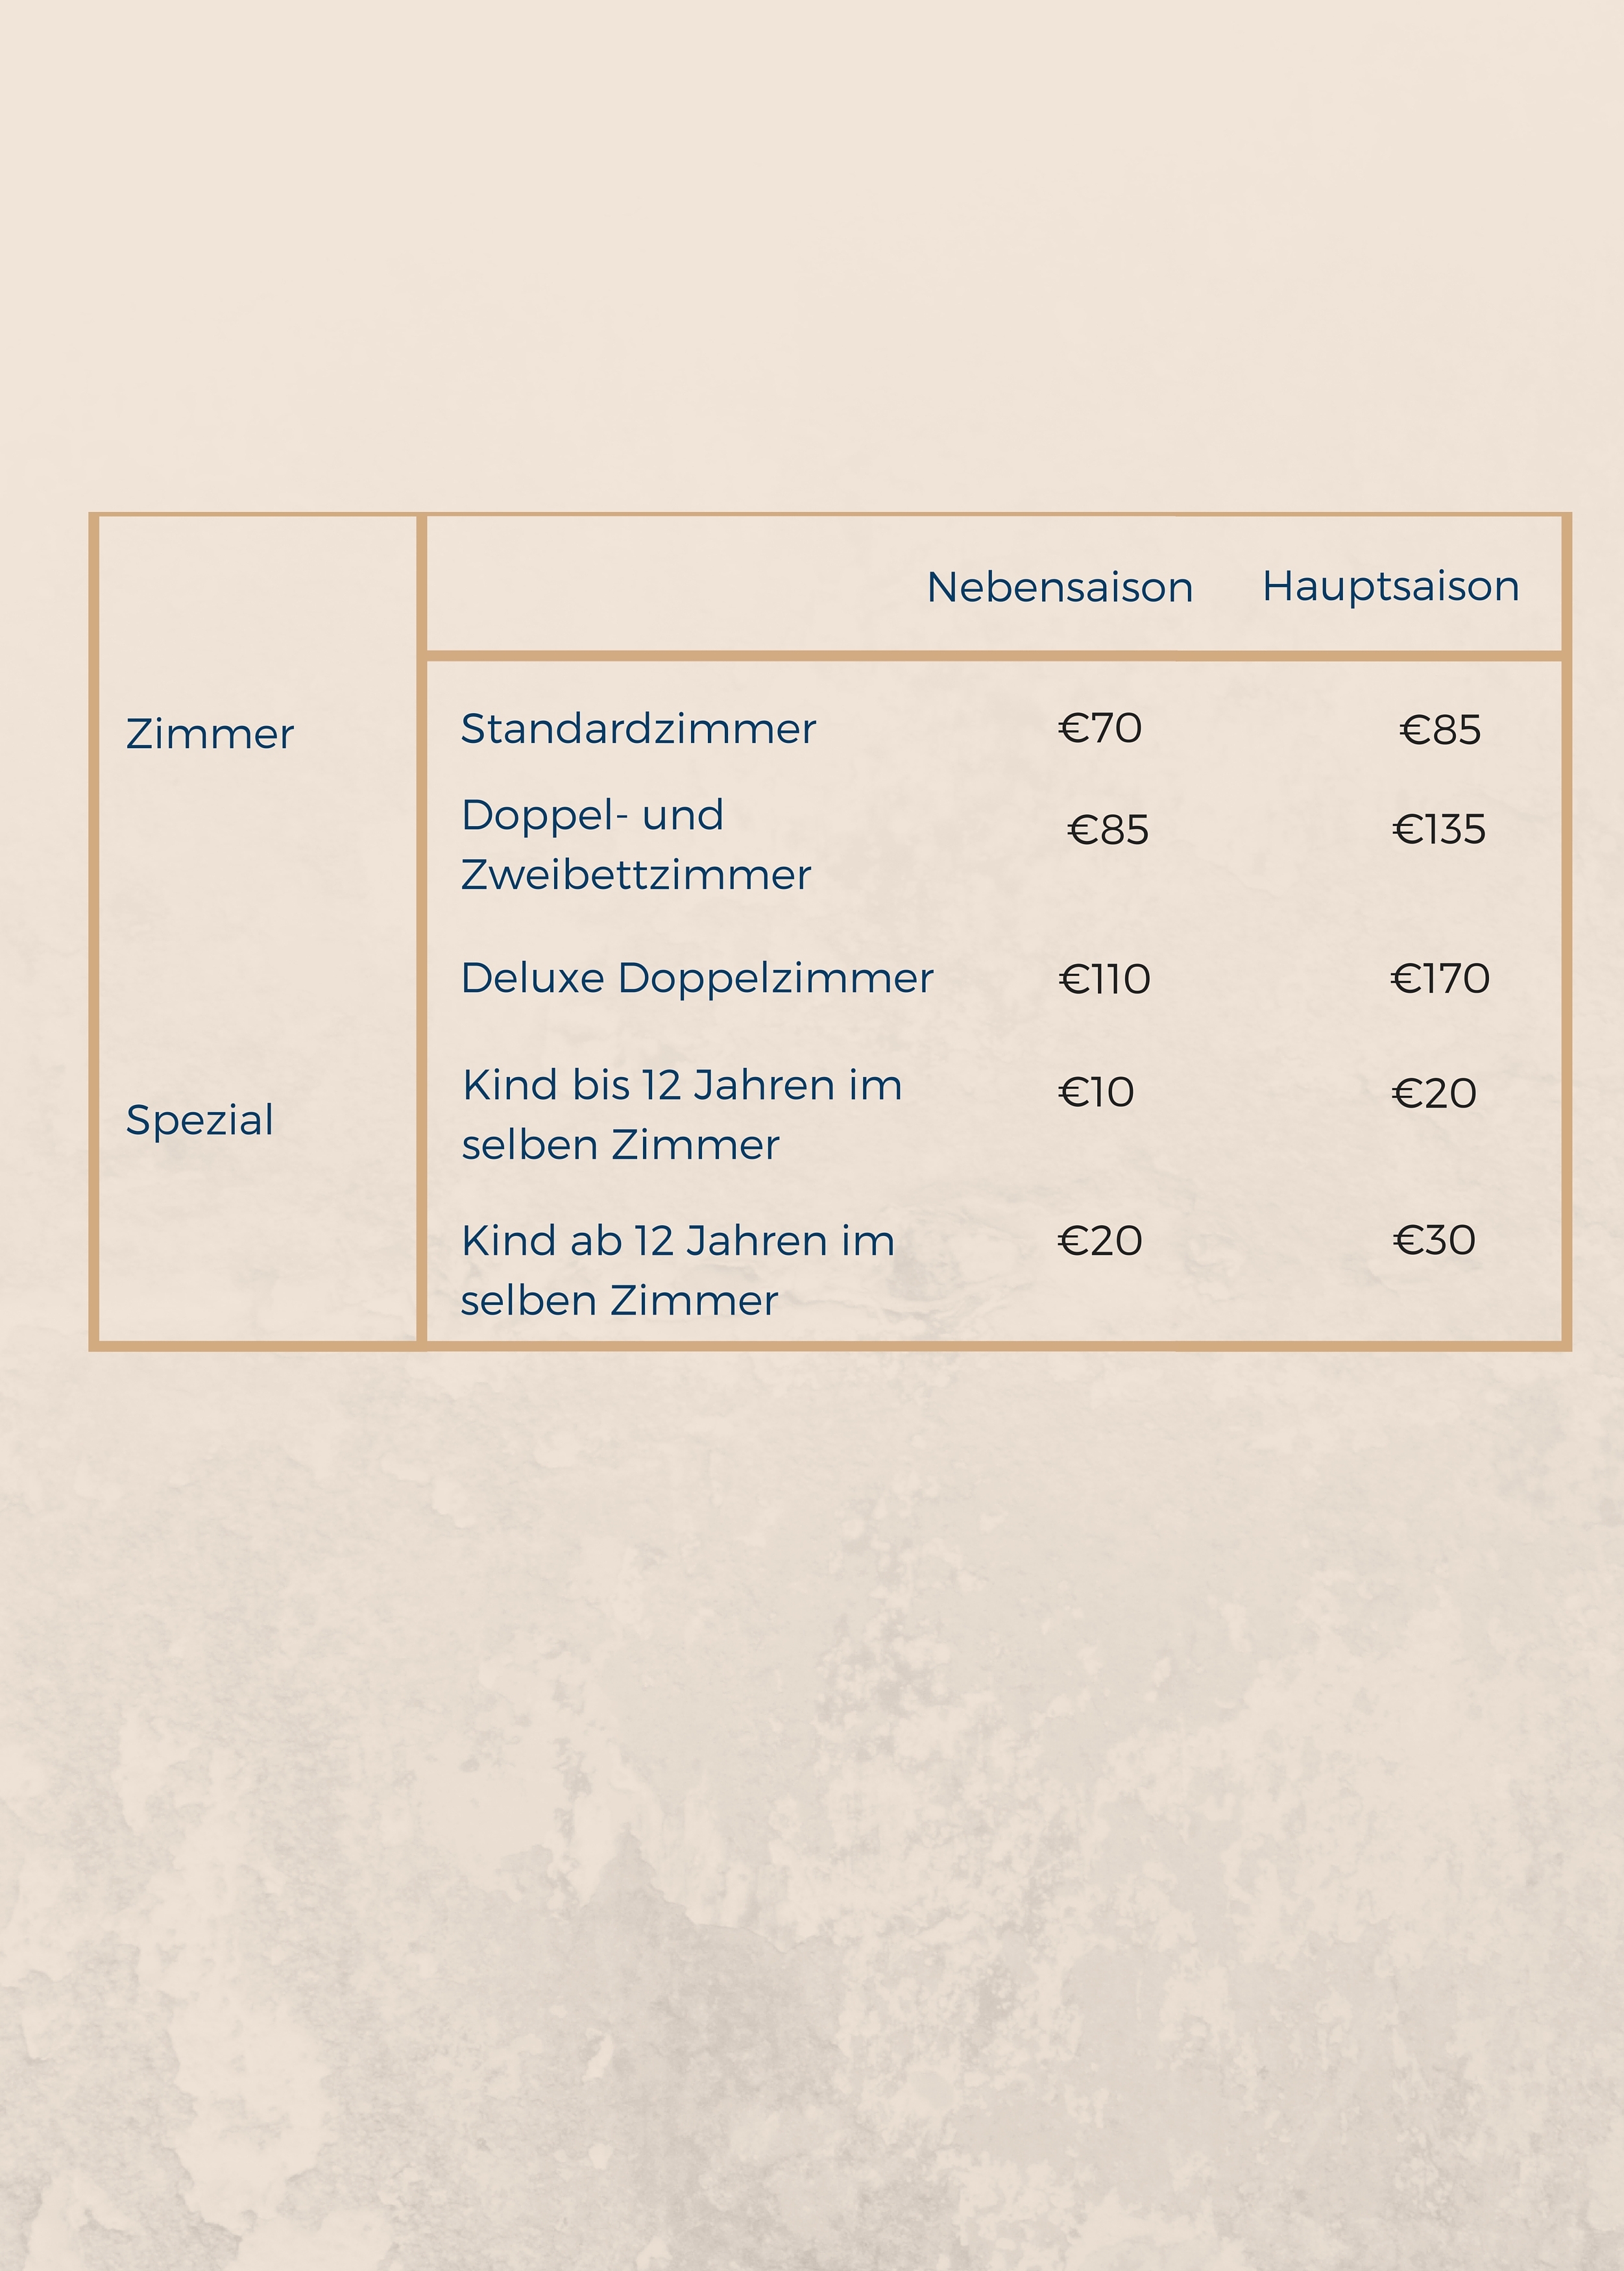 Nebensaison Hauptsaison
Zimmer Standardzimmer €70 €85
Doppel- und €85 €135
Zweibettzimmer
Deluxe Doppelzimmer €110 €170
Kind bis 12 Jahren im €10 €20
Spezial
selben Zimmer
Kind ab 12 Jahren im €20 €30
selben Zimmer